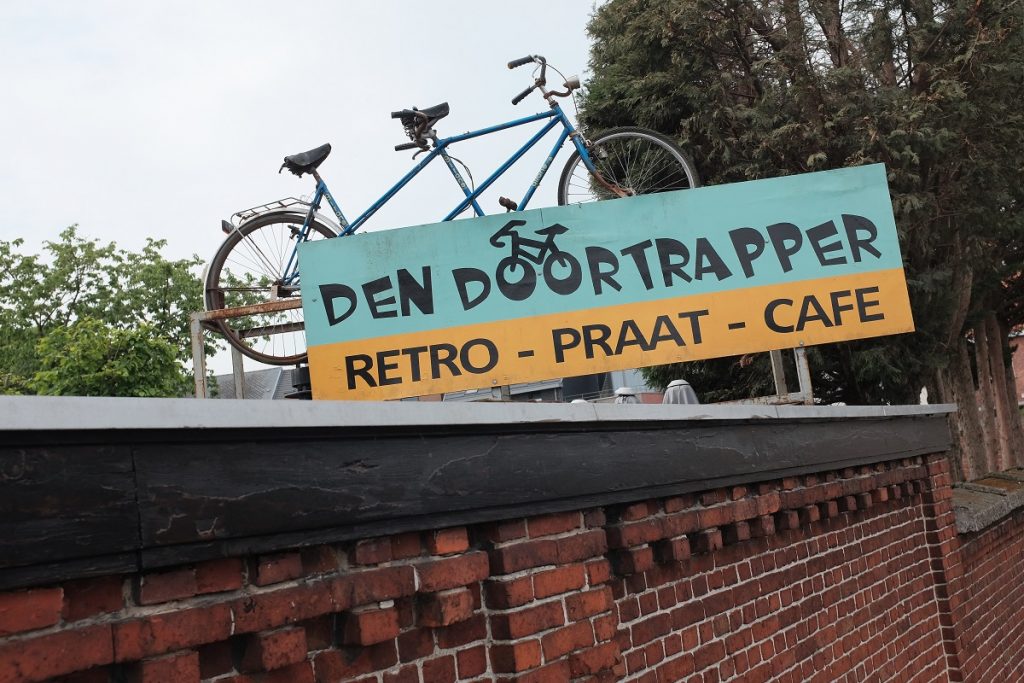 DEN DOORTRAPPER
RETRO - PRAAT - CAFE